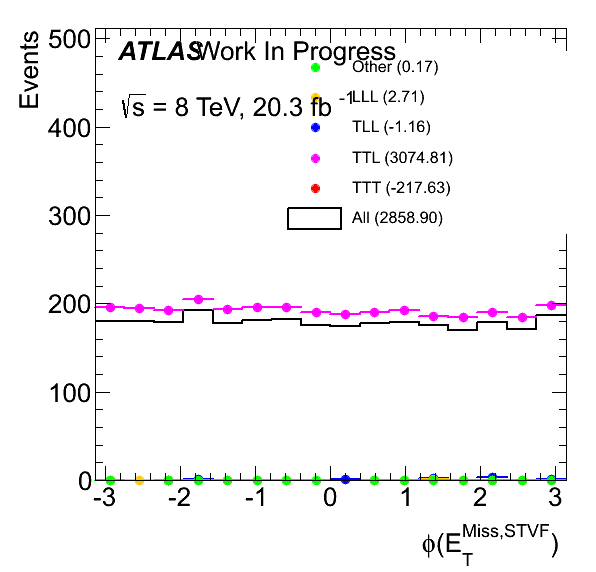 ATLAS Work In Progress
√s = 8 TeV, 20.3 fb -1
Other (0.17)
LLL (2.71)
TLL (-1.16)
TTL (3074.81)
TTT (-217.63)
All (2858.90)
Events
500
400
300
200
100
0
-3 -2 -1 0 1 2 3
ϕ(E_T^Miss,STVF)